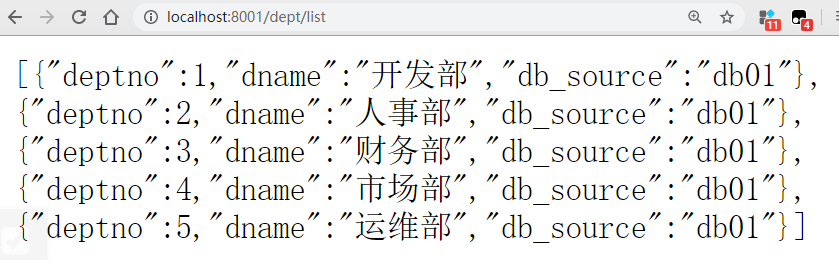 localhost:8001/dept/list
11
4
[{"deptno":1,"dname":"开发部","db_source":"db01"},
{"deptno":2,"dname":"人事部","db_source":"db01"},
{"deptno":3,"dname":"财务部","db_source":"db01"},
{"deptno":4,"dname":"市场部","db_source":"db01"},
{"deptno":5,"dname":"运维部","db_source":"db01"}]